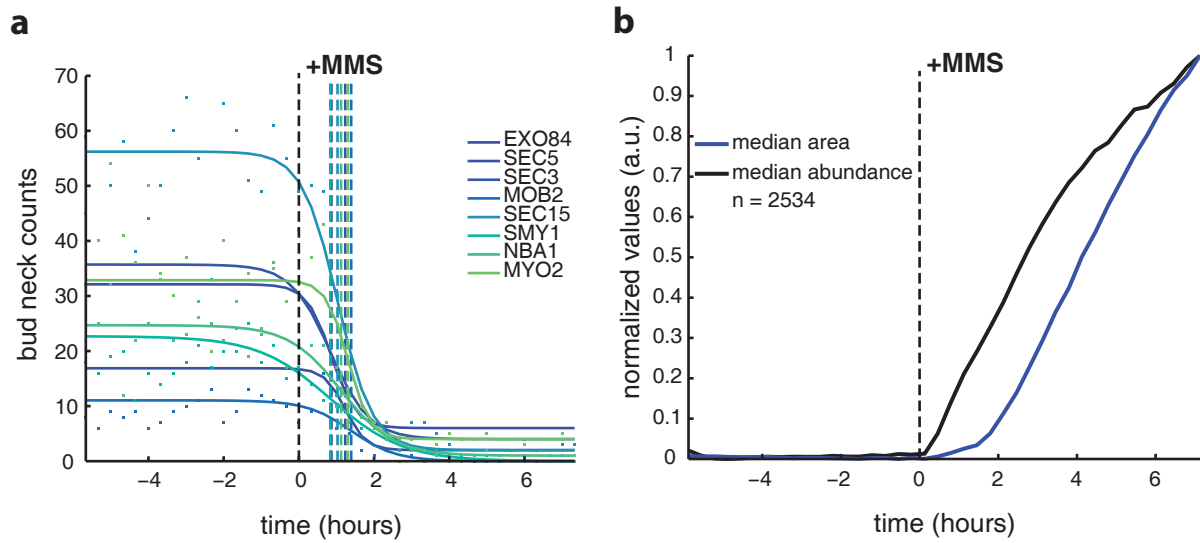 a
+MMS
70
60
50
40
30
20
10
0
bud neck counts
EXO84
SEC5
SEC3
MOB2
SEC15
SMY1
NBA1
MYO2
−4 −2 0 2 4 6
time (hours)
b
+MMS
1
0.9
0.8
0.7
0.6
0.5
0.4
0.3
0.2
0.1
0
normalized values (a.u.)
median area
median abundance
n = 2534
−4 −2 0 2 4 6
time (hours)